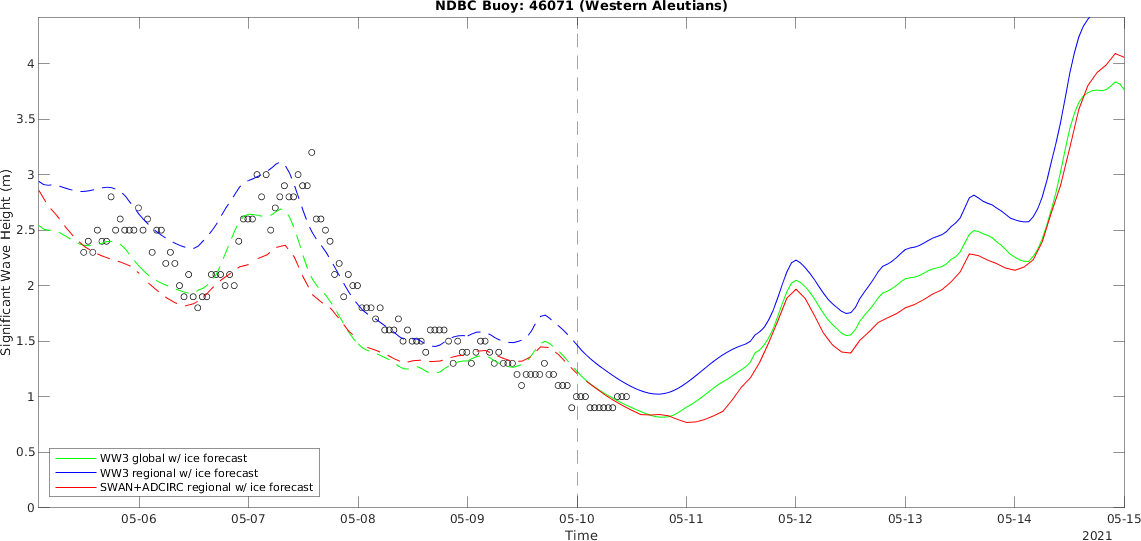 NDBC Buoy: 46071 (Western Aleutians)
Significant Wave Height (m)
4
3.5
3
2.5
2
1.5
1
0.5
0
WW3 global w/ ice forecast
WW3 regional w/ ice forecast
SWAN+ADCIRC regional w/ ice forecast
05-06 05-07 05-08 05-09 05-10 05-11 05-12 05-13 05-14 05-15
Time
2021